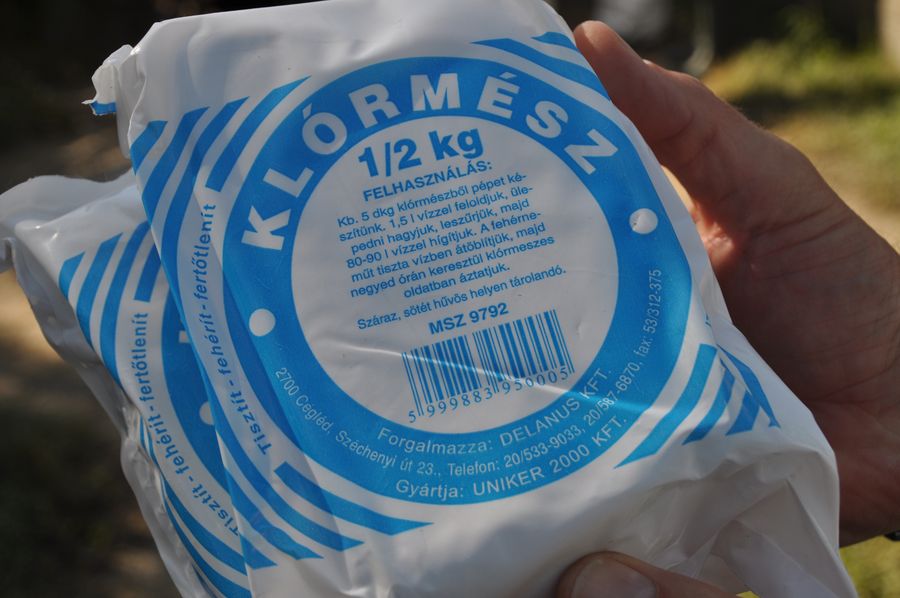 KLÓRMÉSZ
1/2 kg
FELHASZNÁLÁS:
Kb. 5 dkg klórmészből pépet ké-
szítünk. 1,5 l vízzel feloldjuk, üle-
pedni hagyjuk, leszűrjük, majd
80-90 l vízzel hígítjuk. A fehérne-
műt tiszta vízben átöblítjük, majd
negyed órán keresztül klórmeszes
oldatban áztatjuk.
Száraz, sötét hűvös helyen tárolandó.
MSZ 9792
5 999883 950005
Forgalmazza: DELANUS KFT.
2700 Cegléd, Széchenyi út 23., Telefon: 20/533-9033, 20/587-6870, fax: 53/312-375
Gyártja: UNIKER 2000 KFT.
Tisztít - fehérít - fertőtlenít
Tisztít - fehérít - fertőtlenít